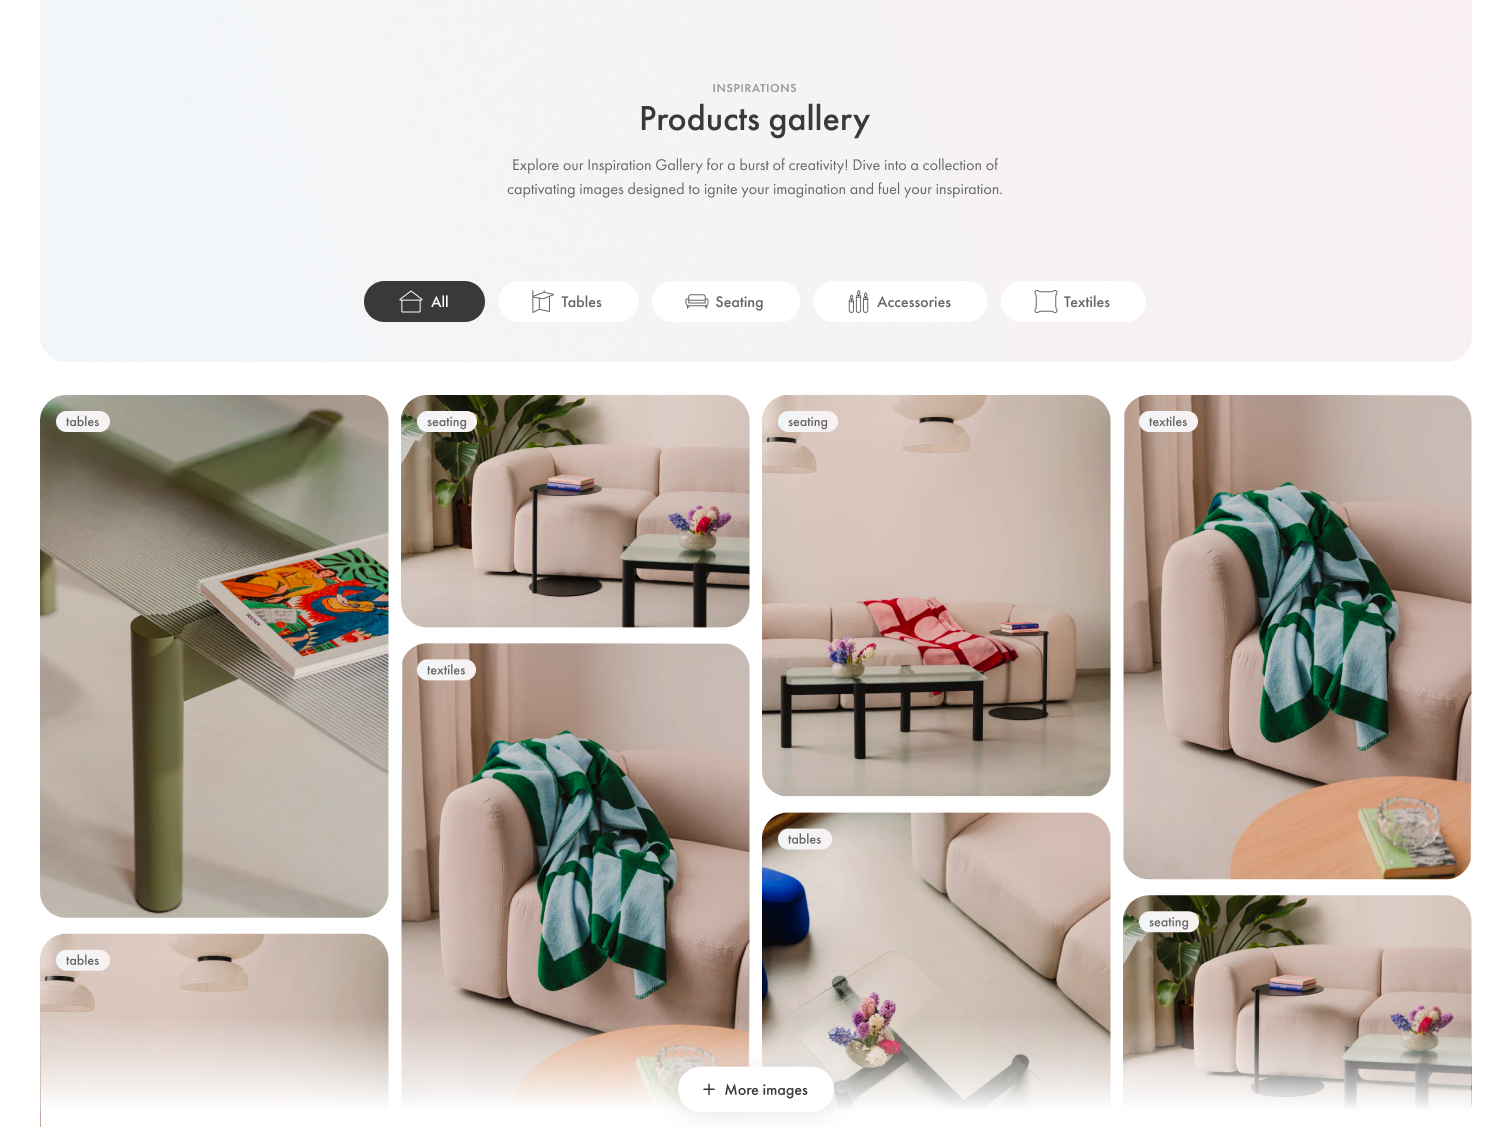 INSPIRATIONS
Products gallery
Explore our Inspiration Gallery for a burst of creativity! Dive into a collection of
captivating images designed to ignite your imagination and fuel your inspiration.
All
Tables
Seating
Accessories
Textiles
tables
seating
seating
textiles
textiles
tables
seating
tables
+ More images